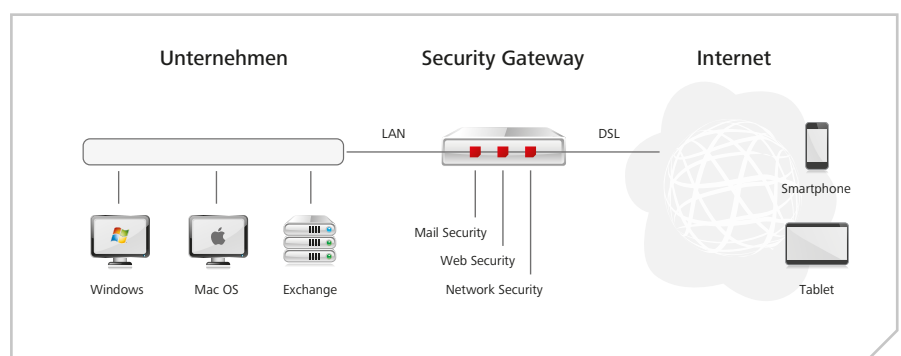 Unternehmen
Security Gateway
Internet
LAN
DSL
Smartphone
Mail Security
Web Security
Network Security
Windows
Mac OS
Exchange
Tablet